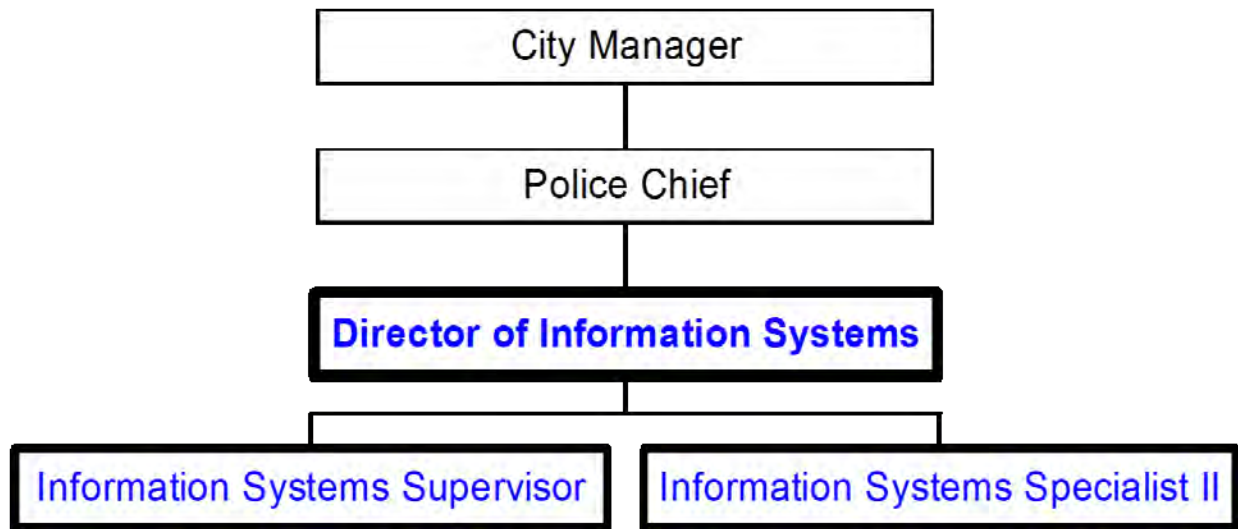 City Manager
Police Chief
Director of Information Systems
Information Systems Supervisor
Information Systems Specialist II